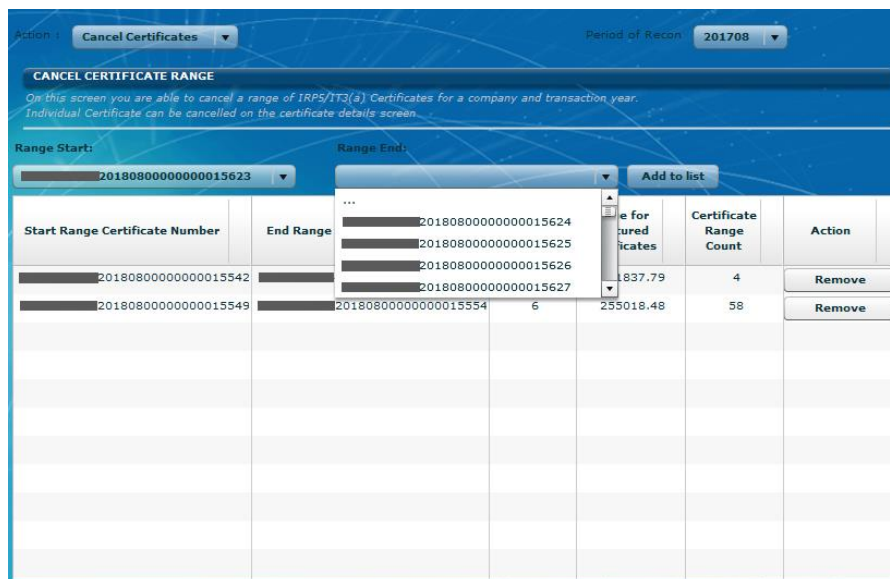 Action : Cancel Certificates Period of Recon 201708
CANCEL CERTIFICATE RANGE
On this screen you are able to cancel a range of IRP5/IT3(a) Certificates for a company and transaction year.
Individual Certificate can be cancelled on the certificate details screen
Range Start: Range End:
20180800000000015623 Add to list
...
20180800000000015624
20180800000000015625
20180800000000015626
20180800000000015627
Start Range Certificate Number End Range Certificate Range Count Action
20180800000000015542 1837.79 4 Remove
20180800000000015549 20180800000000015554 6 255018.48 58 Remove